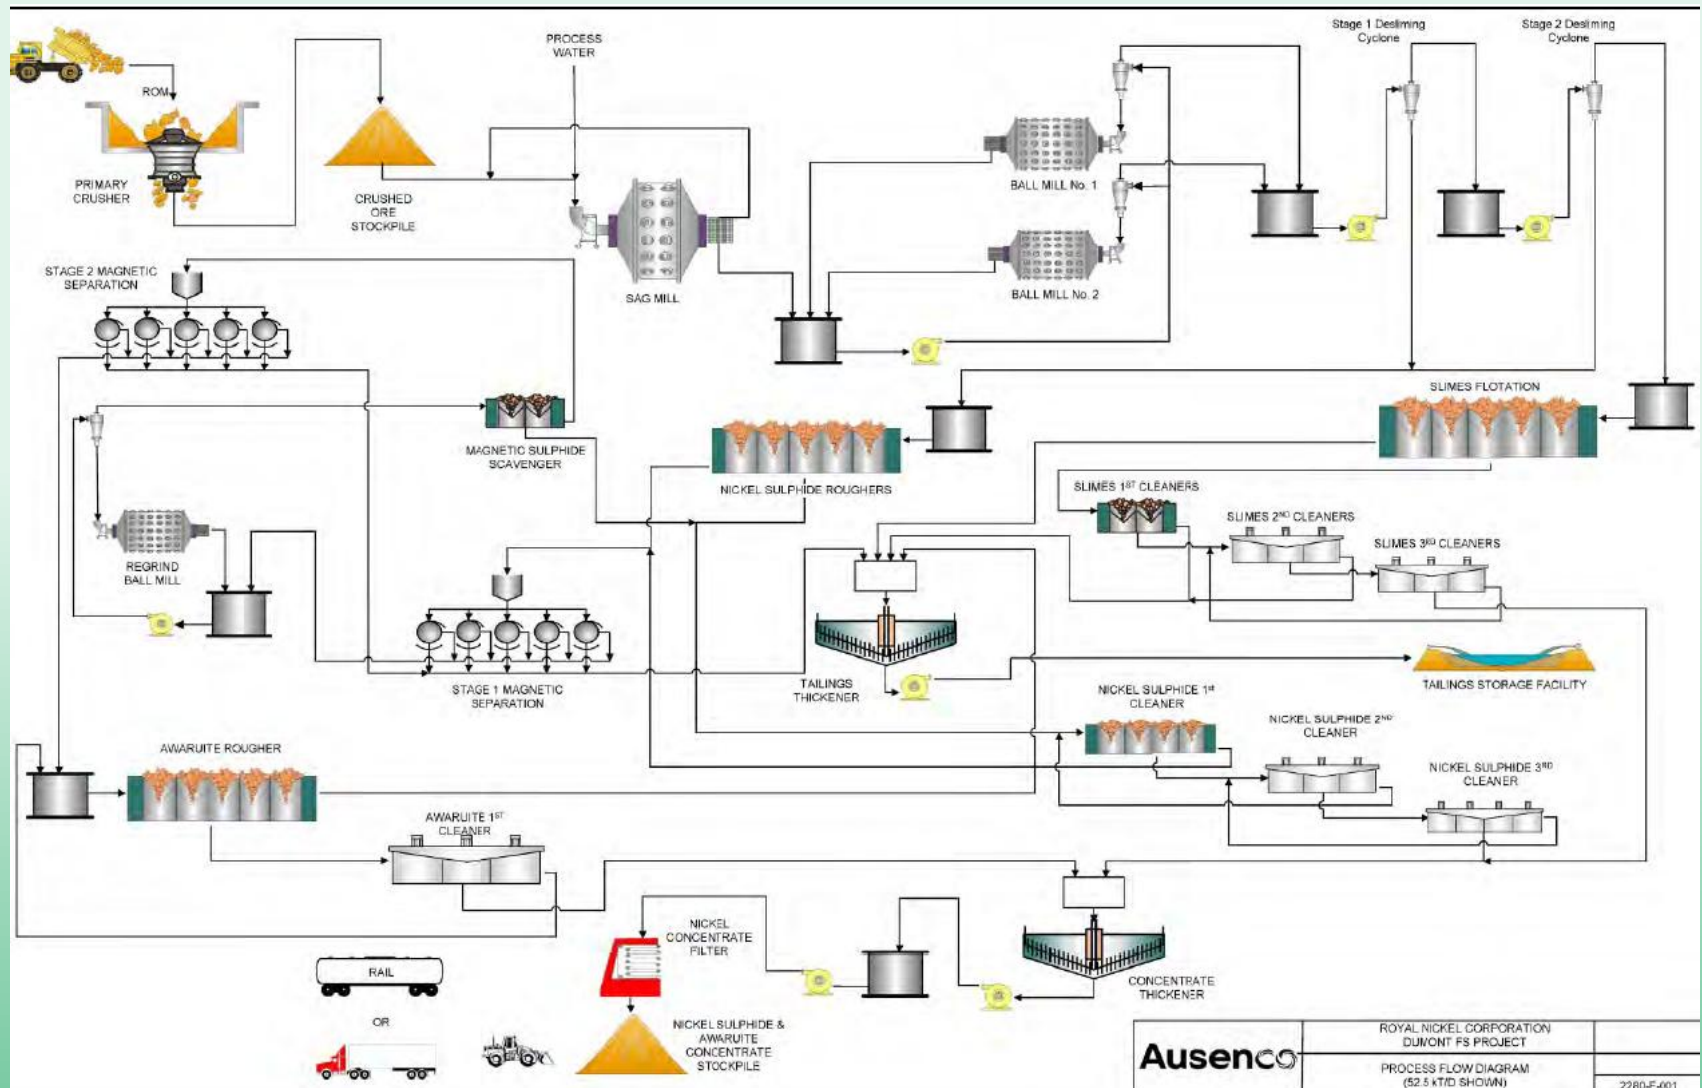 Stage 1 Desliming
Cyclone
Stage 2 Desliming
Cyclone
PROCESS
WATER
ROM
PRIMARY
CRUSHER
CRUSHED
ORE
STOCKPILE
BALL MILL No. 1
SAG MILL
BALL MILL No. 2
STAGE 2 MAGNETIC
SEPARATION
SLIMES FLOTATION
MAGNETIC SULPHIDE
SCAVENGER
NICKEL SULPHIDE ROUGHERS
SLIMES 1ST CLEANERS
SLIMES 2ND CLEANERS
SLIMES 3RD CLEANERS
REGRIND
BALL MILL
STAGE 1 MAGNETIC
SEPARATION
TAILINGS
THICKENER
TAILINGS STORAGE FACILITY
NICKEL SULPHIDE 1st
CLEANER
NICKEL SULPHIDE 2ND
CLEANER
NICKEL SULPHIDE 3RD
CLEANER
AWARUITE ROUGHER
AWARUITE 1ST
CLEANER
NICKEL
CONCENTRATE
FILTER
RAIL
OR
CONCENTRATE
THICKENER
NICKEL SULPHIDE &
AWARUITE
CONCENTRATE
STOCKPILE
Ausenco
ROYAL NICKEL CORPORATION
DUMONT FS PROJECT
PROCESS FLOW DIAGRAM
(52.5 kT/D SHOWN)
2280-F-001